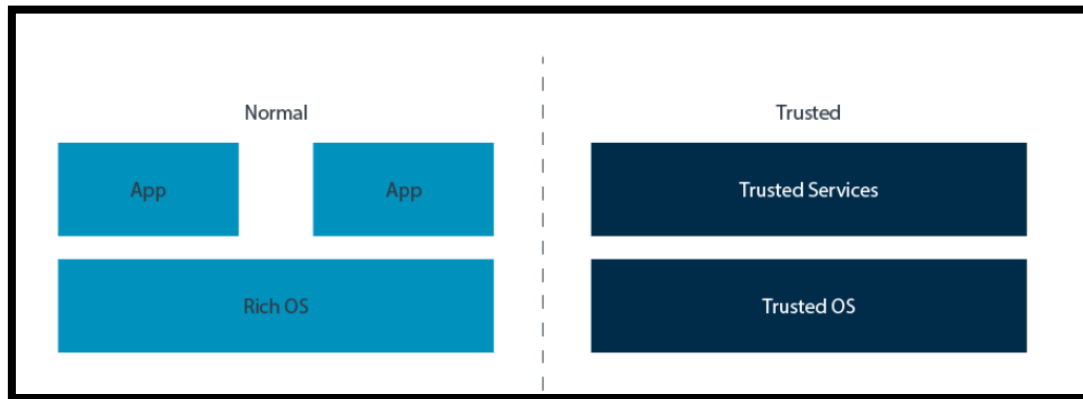 Normal
Trusted
App
App
Trusted Services
Rich OS
Trusted OS